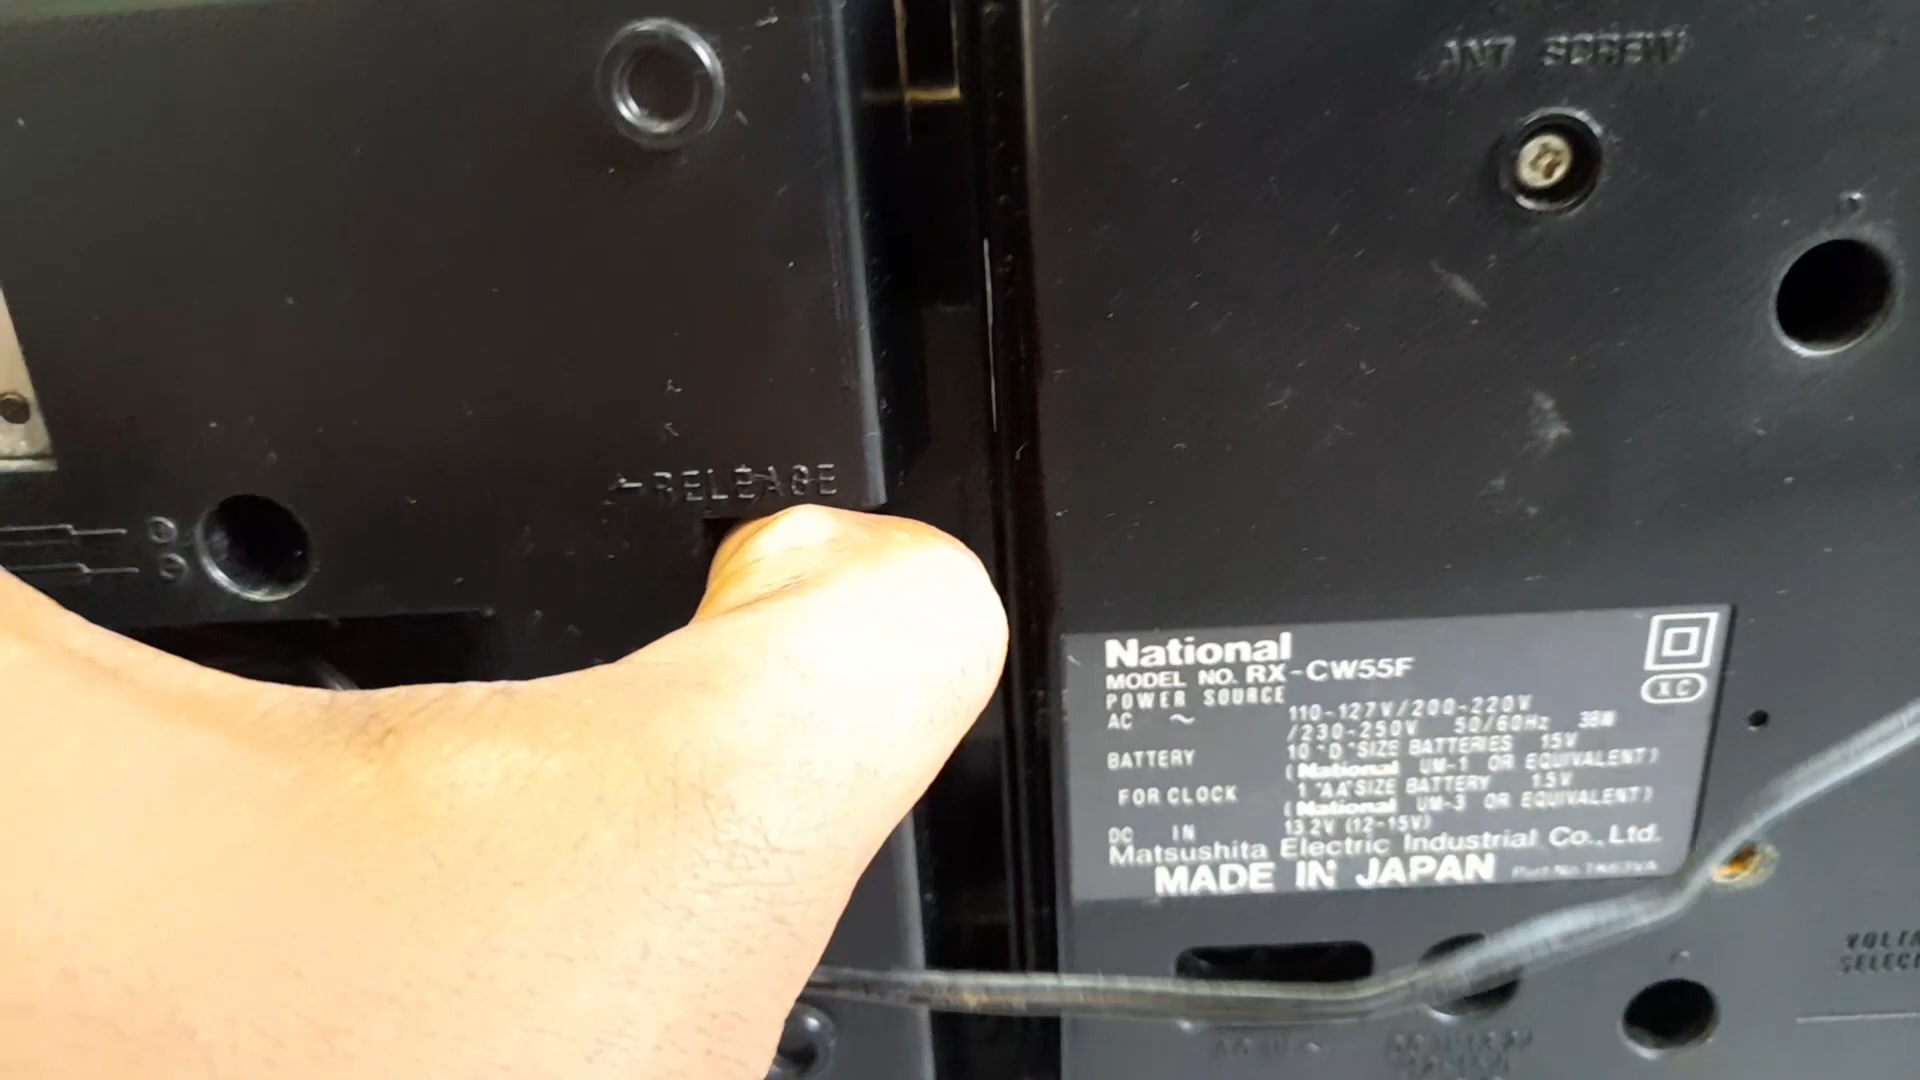 ANT SCREW
←RELEASE
National
MODEL NO. RX-CW55F
POWER SOURCE
AC ~ 110-127V/200-220V
/230-250V 50/60Hz 38W
BATTERY 10 "D"SIZE BATTERIES 15V
(National UM-1 OR EQUIVALENT)
FOR CLOCK 1 "AA"SIZE BATTERY 1.5V
(National UM-3 OR EQUIVALENT)
DC IN 13.2V (12-15V)
Matsushita Electric Industrial Co., Ltd.
MADE IN JAPAN Part No.
XC